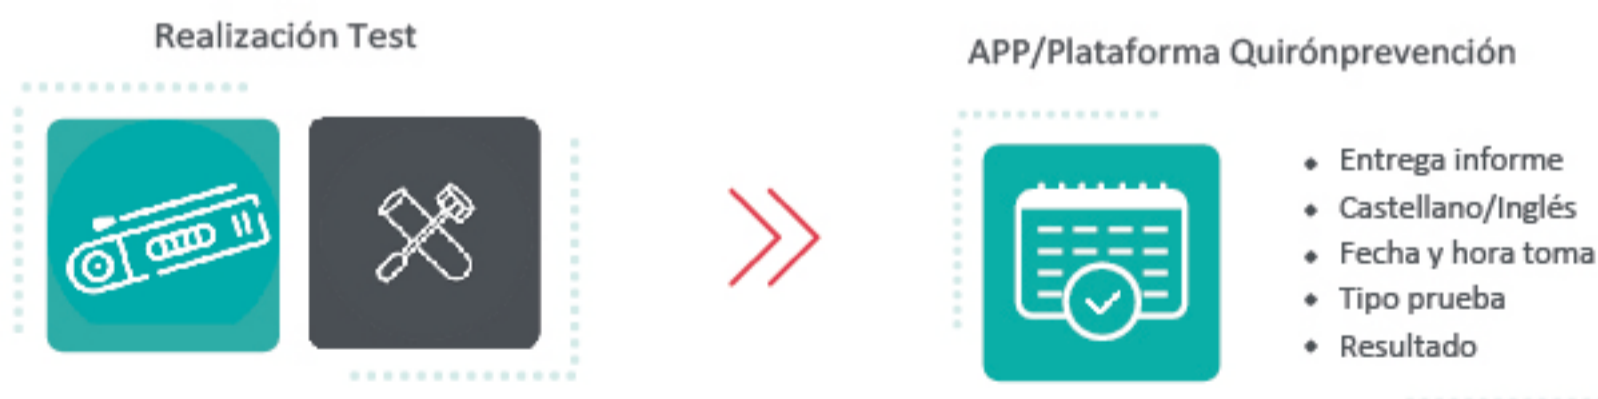 Realización Test
APP/Plataforma Quirónprevención
Entrega informe
Castellano/Inglés
Fecha y hora toma
Tipo prueba
Resultado